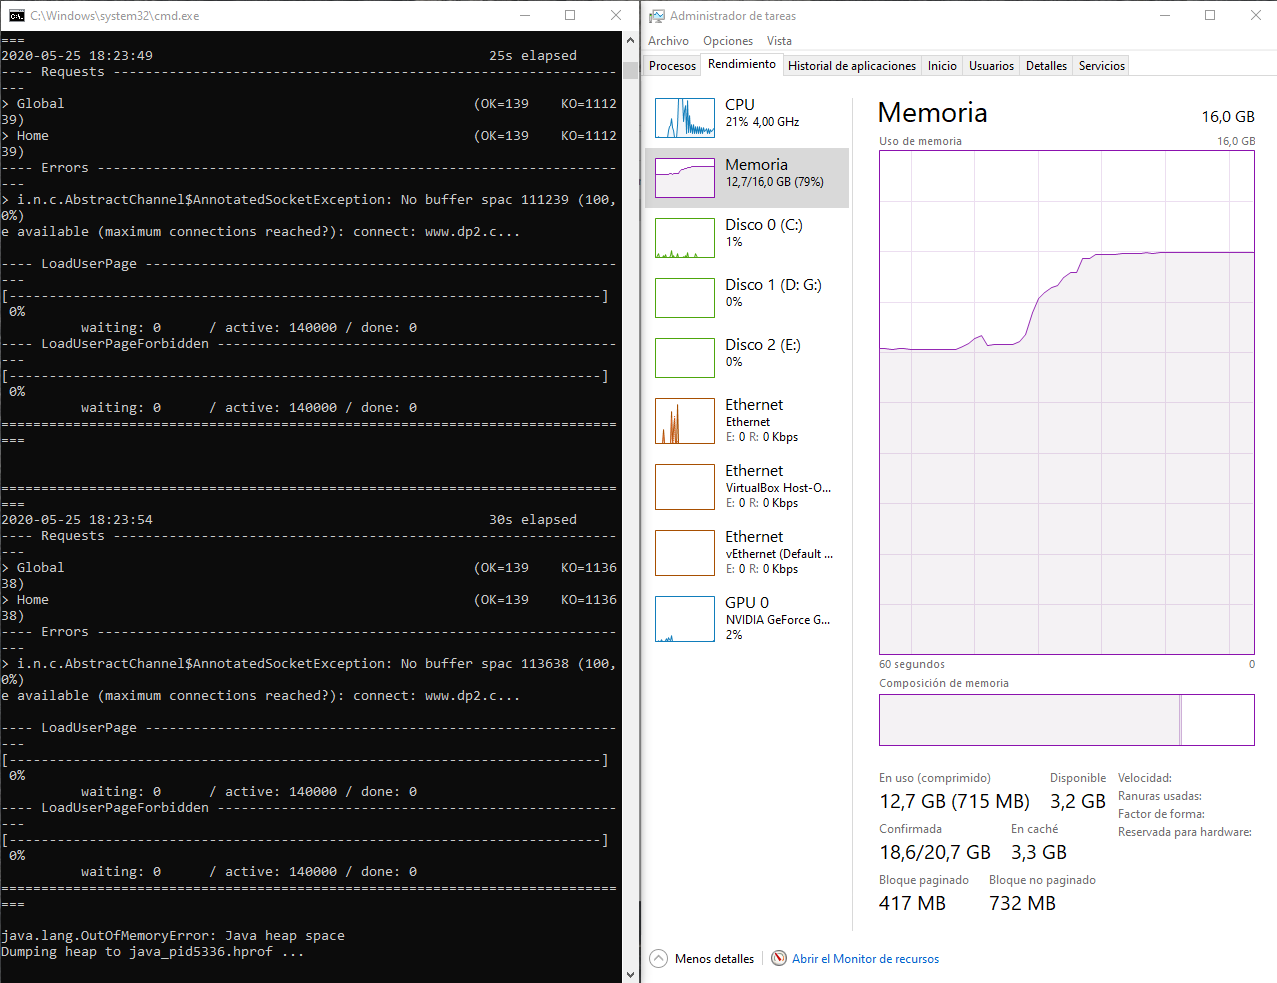 C:\Windows\system32\cmd.exe
===
2020-05-25 18:23:49                                          25s elapsed
---- Requests ---------------------------------------------------------------
---
> Global                                                   (OK=139    KO=1112
39)
> Home                                                     (OK=139    KO=1112
39)
---- Errors -----------------------------------------------------------------
---
> i.n.c.AbstractChannel$AnnotatedSocketException: No buffer spac 111239 (100,
0%)
e available (maximum connections reached?): connect: www.dp2.c...
---- LoadUserPage -----------------------------------------------------------
---
[--------------------------------------------------------------------------]
 0%
          waiting: 0      / active: 140000 / done: 0
---- LoadUserPageForbidden --------------------------------------------------
---
[--------------------------------------------------------------------------]
 0%
          waiting: 0      / active: 140000 / done: 0
=============================================================================
===
=============================================================================
===
2020-05-25 18:23:54                                          30s elapsed
---- Requests ---------------------------------------------------------------
---
> Global                                                   (OK=139    KO=1136
38)
> Home                                                     (OK=139    KO=1136
38)
---- Errors -----------------------------------------------------------------
---
> i.n.c.AbstractChannel$AnnotatedSocketException: No buffer spac 113638 (100,
0%)
e available (maximum connections reached?): connect: www.dp2.c...
---- LoadUserPage -----------------------------------------------------------
---
[--------------------------------------------------------------------------]
 0%
          waiting: 0      / active: 140000 / done: 0
---- LoadUserPageForbidden --------------------------------------------------
---
[--------------------------------------------------------------------------]
 0%
          waiting: 0      / active: 140000 / done: 0
=============================================================================
===
java.lang.OutOfMemoryError: Java heap space
Dumping heap to java_pid5336.hprof ...
Administrador de tareas
Archivo Opciones Vista
Procesos Rendimiento Historial de aplicaciones Inicio Usuarios Detalles Servicios
CPU
21% 4,00 GHz
Memoria
12,7/16,0 GB (79%)
Disco 0 (C:)
1%
Disco 1 (D: G:)
0%
Disco 2 (E:)
0%
Ethernet
Ethernet
E: 0 R: 0 Kbps
Ethernet
VirtualBox Host-O...
E: 0 R: 0 Kbps
Ethernet
vEthernet (Default ...
E: 0 R: 0 Kbps
GPU 0
NVIDIA GeForce G...
2%
Memoria 16,0 GB
Uso de memoria 16,0 GB
60 segundos 0
Composición de memoria
En uso (comprimido) Disponible
12,7 GB (715 MB) 3,2 GB
Confirmada En caché
18,6/20,7 GB 3,3 GB
Bloque paginado Bloque no paginado
417 MB 732 MB
Velocidad:
Ranuras usadas:
Factor de forma:
Reservada para hardware:
Menos detalles Abrir el Monitor de recursos